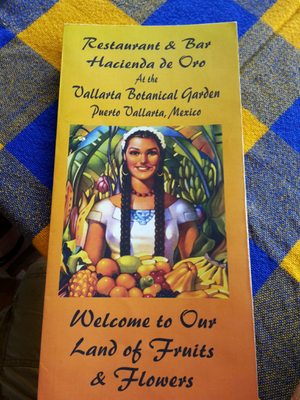 Restaurant & Bar
Hacienda de Oro
At the
Vallarta Botanical Garden
Puerto Vallarta, Mexico
Welcome to Our
Land of Fruits
& Flowers